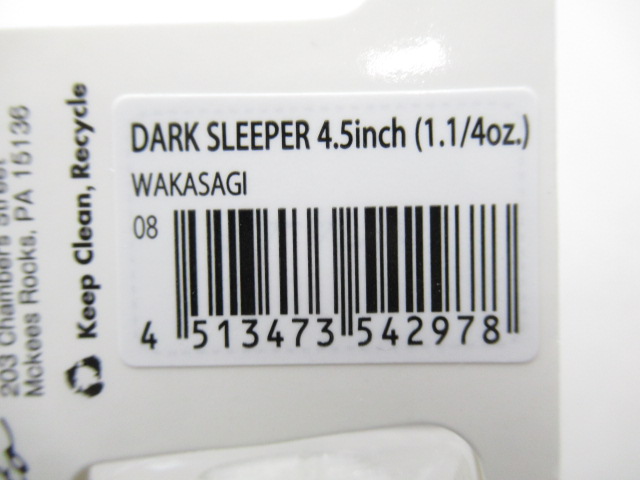 DARK SLEEPER 4.5inch (1.1/4oz.)
WAKASAGI
08
4 513473 542978
Keep Clean, Recycle
203 Chambers Street
Mckees Rocks, PA 15136